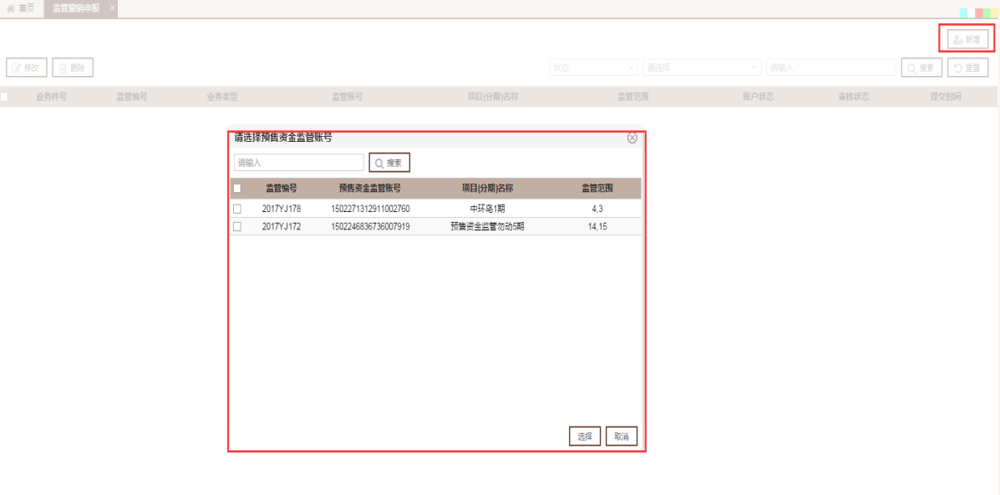 首页 监管撤销申报 X
新增
修改 删除 状态 请选择 请输入 搜索 重置
业务件号 监管编号 业务类型 监管账号 项目(分期)名称 监管范围 账户状态 审核状态 提交时间
请选择预售资金监管账号
请输入 搜索
监管编号 预售资金监管账号 项目(分期)名称 监管范围
2017YJ178 1502271312911002760 中环岛1期 4,3
2017YJ172 1502246836736007919 预售资金监管勿动5期 14,15
选择 取消